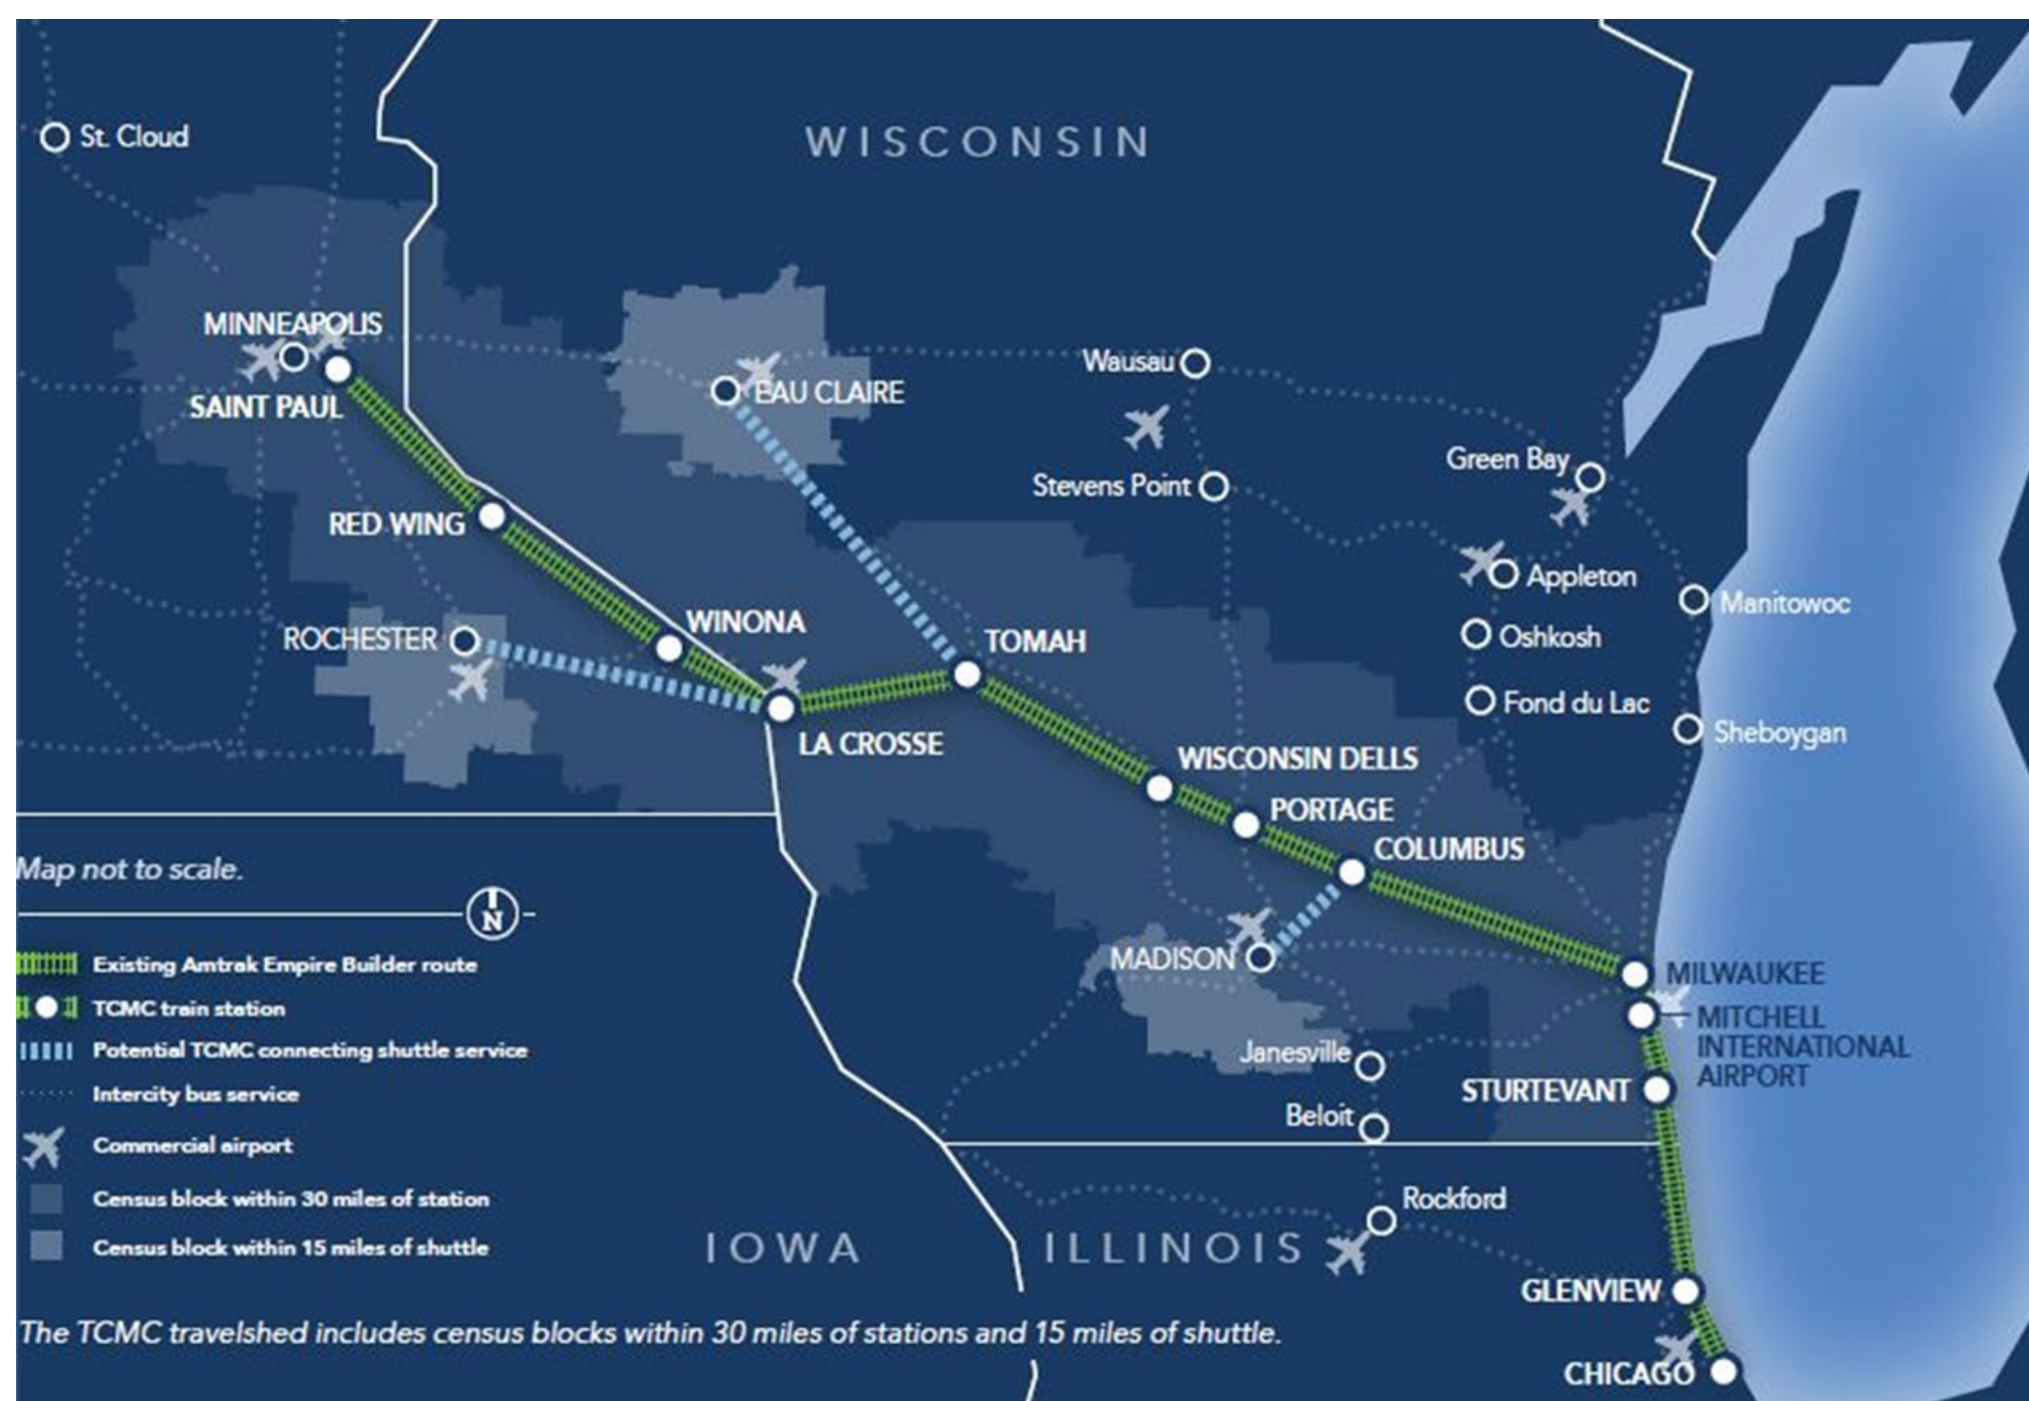 WISCONSIN
St. Cloud
MINNEAPOLIS
SAINT PAUL
EAU CLAIRE
Wausau
Stevens Point
Green Bay
RED WING
Appleton
Manitowoc
ROCHESTER
WINONA
TOMAH
Oshkosh
Fond du Lac
Sheboygan
LA CROSSE
WISCONSIN DELLS
PORTAGE
COLUMBUS
MADISON
MILWAUKEE
MITCHELL
INTERNATIONAL
AIRPORT
Janesville
STURTEVANT
Beloit
Rockford
IOWA
ILLINOIS
GLENVIEW
CHICAGO
Map not to scale.
N
Existing Amtrak Empire Builder route
TCMC train station
Potential TCMC connecting shuttle service
Intercity bus service
Commercial airport
Census block within 30 miles of station
Census block within 15 miles of shuttle
The TCMC travelshed includes census blocks within 30 miles of stations and 15 miles of shuttle.